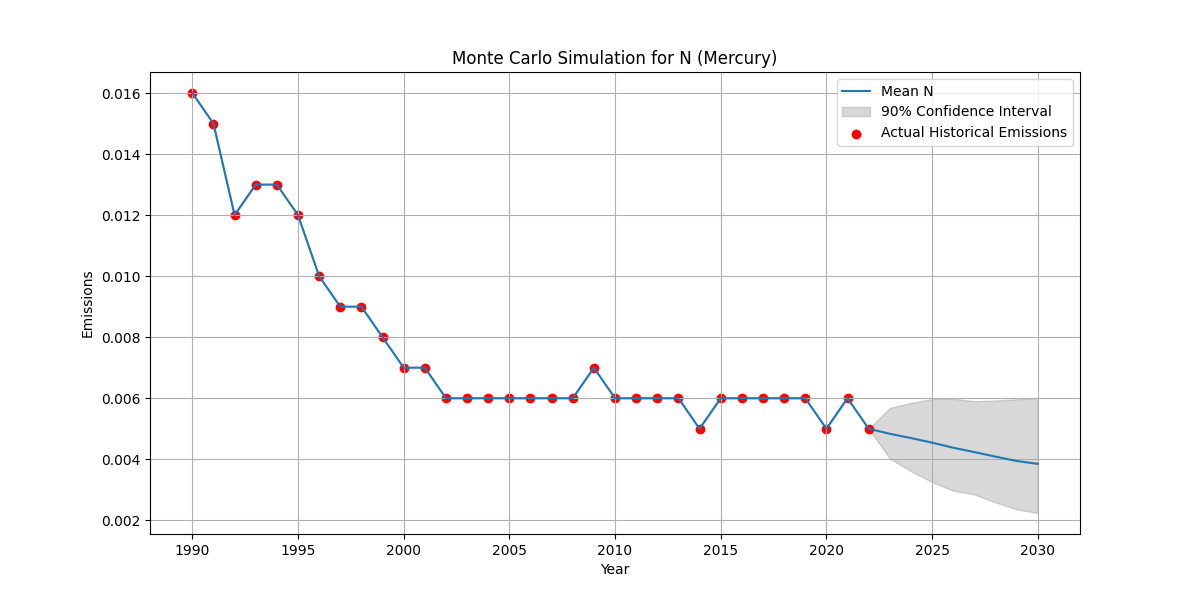 Monte Carlo Simulation for N (Mercury)
Mean N
90% Confidence Interval
Actual Historical Emissions
Emissions
0.016
0.014
0.012
0.010
0.008
0.006
0.004
0.002
1990 1995 2000 2005 2010 2015 2020 2025 2030
Year